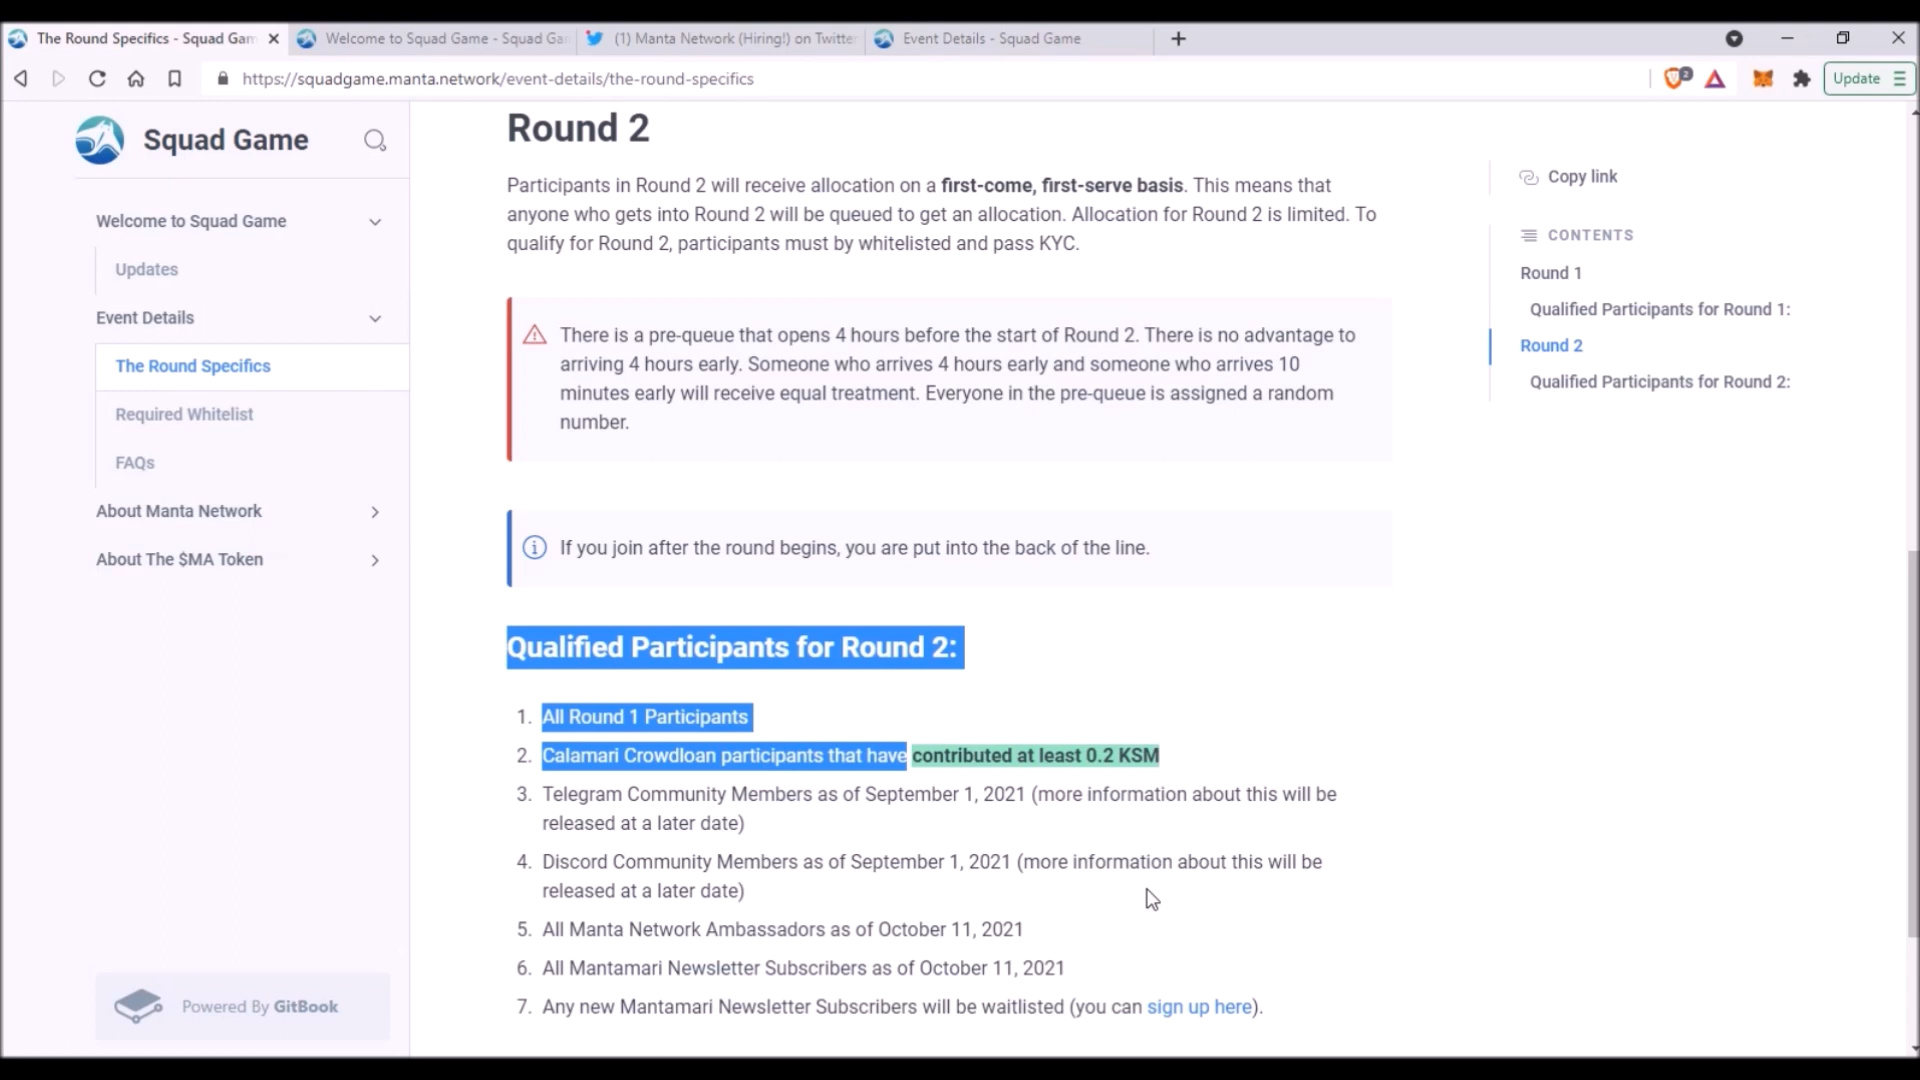 The Round Specifics - Squad Gam
Welcome to Squad Game - Squad Ga
(1) Manta Network (Hiring!) on Twitte
Event Details - Squad Game
https://squadgame.manta.network/event-details/the-round-specifics
2
Update
Squad Game
Welcome to Squad Game
Updates
Event Details
The Round Specifics
Required Whitelist
FAQs
About Manta Network
About The $MA Token
Powered By GitBook
Round 2
Participants in Round 2 will receive allocation on a first-come, first-serve basis. This means that
anyone who gets into Round 2 will be queued to get an allocation. Allocation for Round 2 is limited. To
qualify for Round 2, participants must by whitelisted and pass KYC.
There is a pre-queue that opens 4 hours before the start of Round 2. There is no advantage to
arriving 4 hours early. Someone who arrives 4 hours early and someone who arrives 10
minutes early will receive equal treatment. Everyone in the pre-queue is assigned a random
number.
If you join after the round begins, you are put into the back of the line.
Qualified Participants for Round 2:
1. All Round 1 Participants
2. Calamari Crowdloan participants that have contributed at least 0.2 KSM
3. Telegram Community Members as of September 1, 2021 (more information about this will be
released at a later date)
4. Discord Community Members as of September 1, 2021 (more information about this will be
released at a later date)
5. All Manta Network Ambassadors as of October 11, 2021
6. All Mantamari Newsletter Subscribers as of October 11, 2021
7. Any new Mantamari Newsletter Subscribers will be waitlisted (you can sign up here).
Copy link
CONTENTS
Round 1
Qualified Participants for Round 1:
Round 2
Qualified Participants for Round 2: